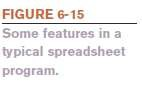 FIGURE 6-15
Some features in a
typical spreadsheet
program.